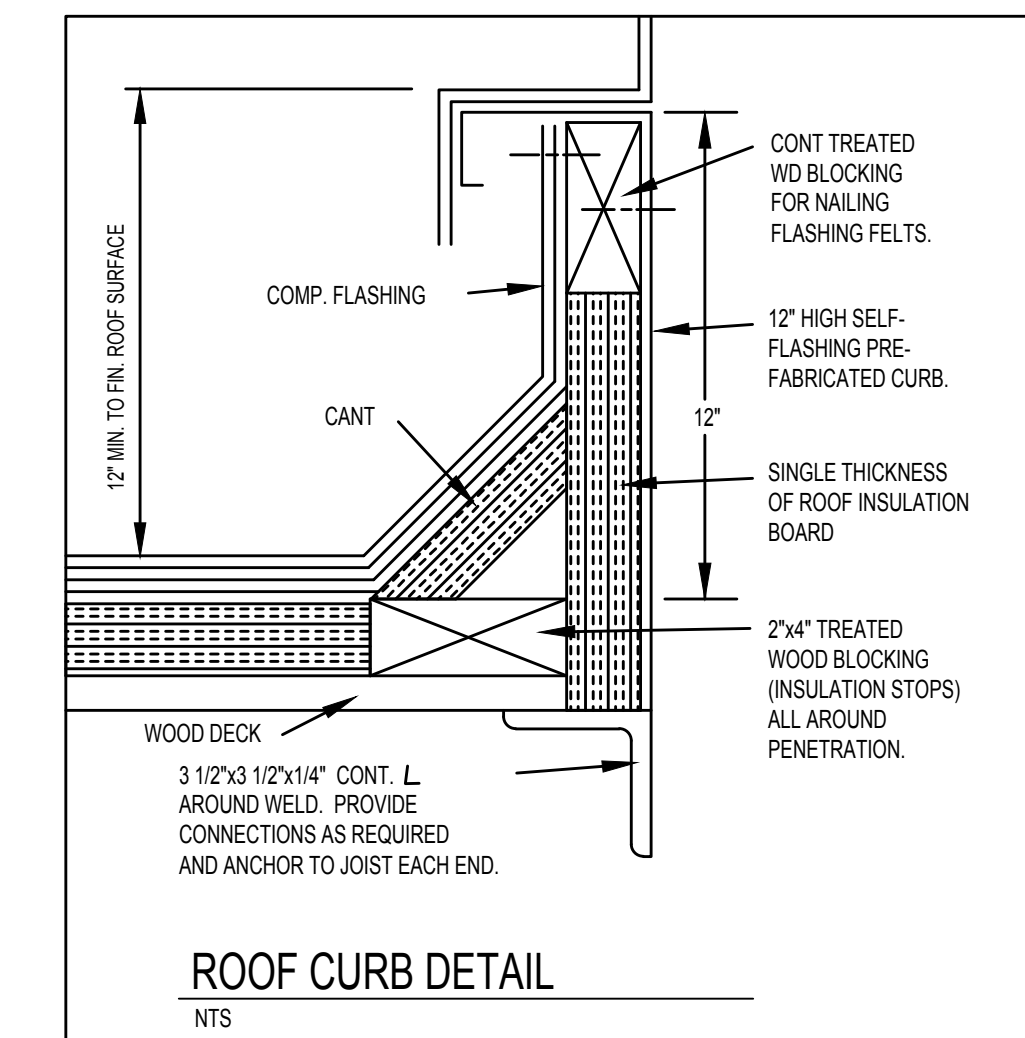 CONT TREATED
WD BLOCKING
FOR NAILING
FLASHING FELTS.
12" MIN. TO FIN. ROOF SURFACE
COMP. FLASHING
12" HIGH SELF-
FLASHING PRE-
FABRICATED CURB.
CANT
12"
SINGLE THICKNESS
OF ROOF INSULATION
BOARD
2"x4" TREATED
WOOD BLOCKING
(INSULATION STOPS)
ALL AROUND
PENETRATION.
WOOD DECK
3 1/2"x3 1/2"x1/4" CONT. L
AROUND WELD. PROVIDE
CONNECTIONS AS REQUIRED
AND ANCHOR TO JOIST EACH END.
ROOF CURB DETAIL
NTS